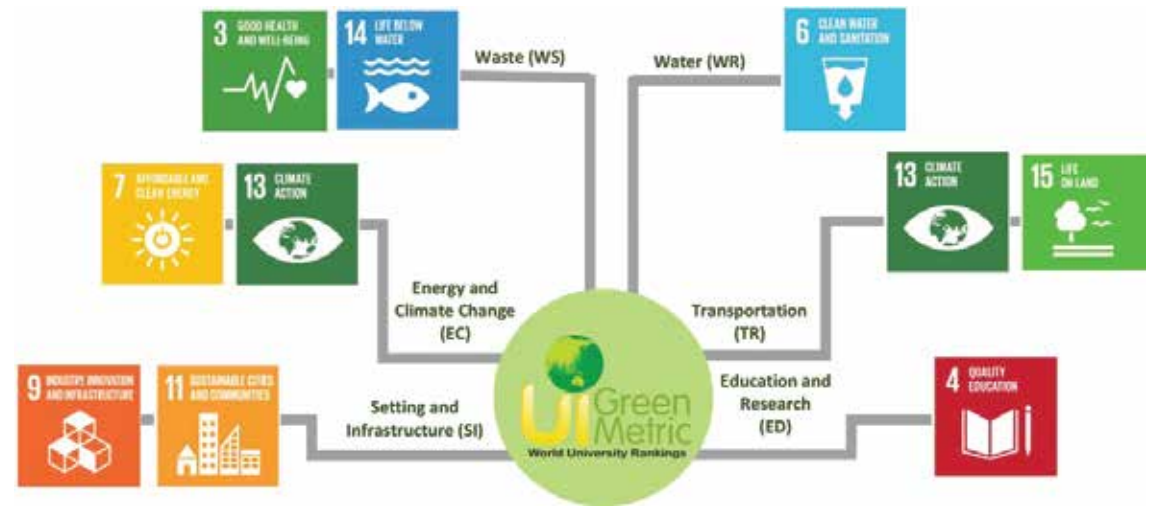 3 GOOD HEALTH
AND WELL-BEING
14 LIFE BELOW
WATER
Waste (WS)
Water (WR)
6 CLEAN WATER
AND SANITATION
7 AFFORDABLE AND
CLEAN ENERGY
13 CLIMATE
ACTION
Energy and
Climate Change
(EC)
Transportation
(TR)
13 CLIMATE
ACTION
15 LIFE
ON LAND
9 INDUSTRY, INNOVATION
AND INFRASTRUCTURE
11 SUSTAINABLE CITIES
AND COMMUNITIES
Setting and
Infrastructure (SI)
UI Green
Metric
World University Rankings
Education and
Research
(ED)
4 QUALITY
EDUCATION